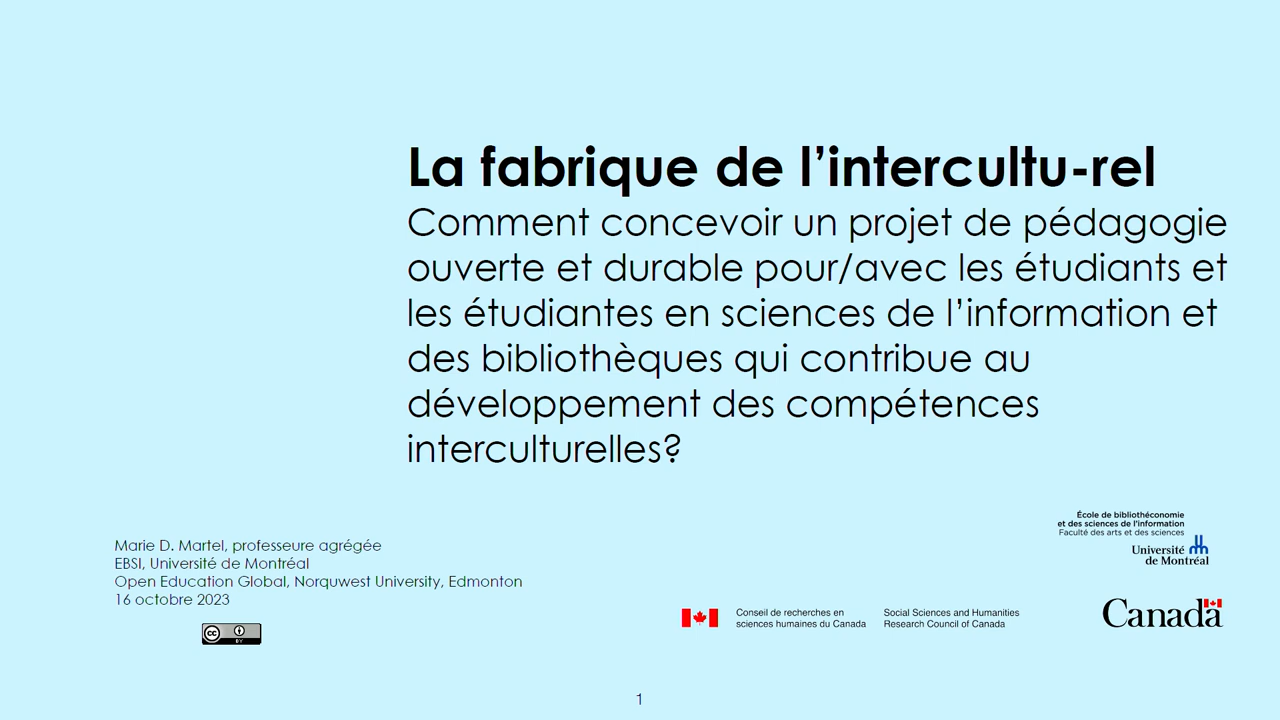 La fabrique de l’intercultu-rel
Comment concevoir un projet de pédagogie
ouverte et durable pour/avec les étudiants et
les étudiantes en sciences de l’information et
des bibliothèques qui contribue au
développement des compétences
interculturelles?
École de bibliothéconomie
et des sciences de l’information
Faculté des arts et des sciences
Université
de Montréal
Marie D. Martel, professeure agrégée
EBSI, Université de Montréal
Open Education Global, Norquwest University, Edmonton
16 octobre 2023
cc
BY
Conseil de recherches en
sciences humaines du Canada
Social Sciences and Humanities
Research Council of Canada
Canada
1